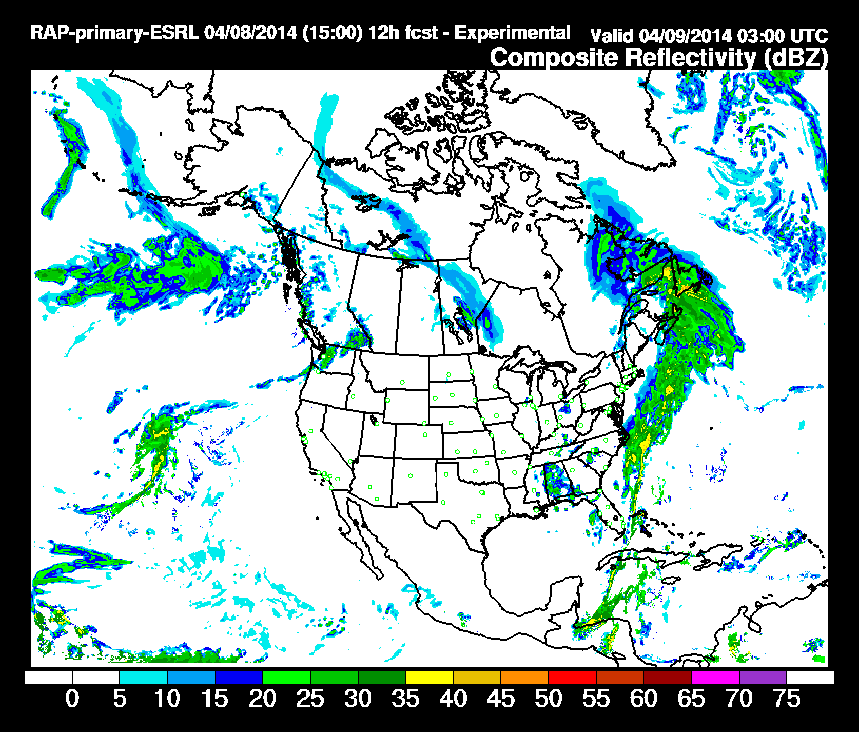 RAP-primary-ESRL 04/08/2014 (15:00) 12h fcst - Experimental Valid 04/09/2014 03:00 UTC
Composite Reflectivity (dBZ)
0 5 10 15 20 25 30 35 40 45 50 55 60 65 70 75